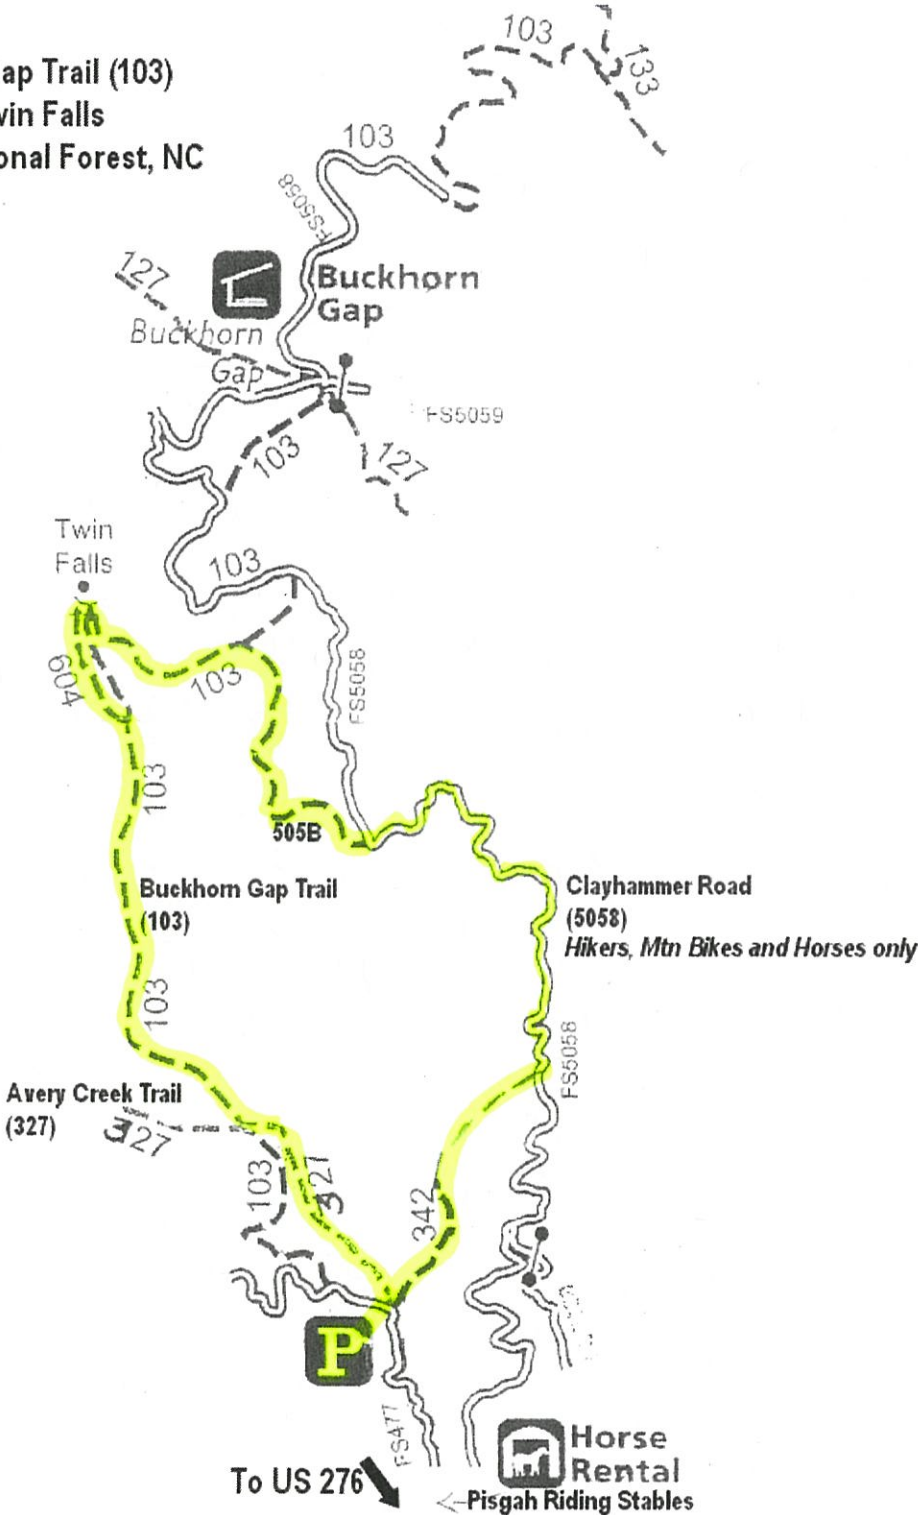 ap Trail (103)
win Falls
onal Forest, NC
103
133
103
FS5058
127
Buckhorn
Gap
Buckhorn
Gap
FS5059
103
127
Twin
Falls
103
604
103
FS5058
103
505B
Buckhorn Gap Trail
(103)
Clayhammer Road
(5058)
Hikers, Mtn Bikes and Horses only
103
FS5058
Avery Creek Trail
(327)
327
103
327
342
P
FS477
Horse
Rental
To US 276
Pisgah Riding Stables